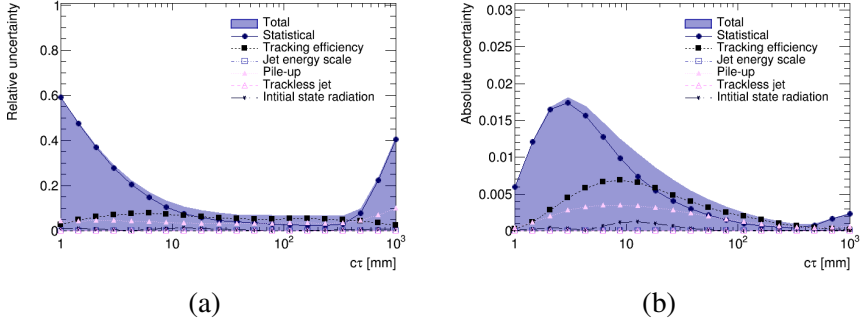 Relative uncertainty
1
0.8
0.6
0.4
0.2
0
Total
Statistical
Tracking efficiency
Jet energy scale
Pile-up
Trackless jet
Intitial state radiation
1
10
10²
10³
cτ [mm]
(a)
Absolute uncertainty
0.03
0.025
0.02
0.015
0.01
0.005
0
Total
Statistical
Tracking efficiency
Jet energy scale
Pile-up
Trackless jet
Intitial state radiation
1
10
10²
10³
cτ [mm]
(b)